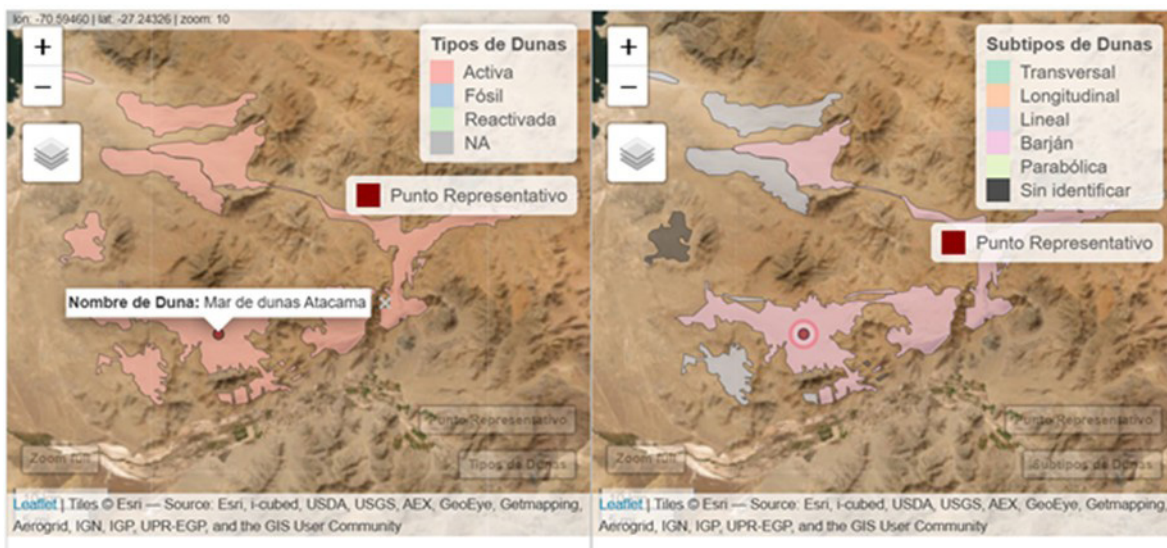 lon: -70.59460 | lat: -27.24326 | zoom: 10
+
−
Tipos de Dunas
Activa
Fósil
Reactivada
NA
Punto Representativo
Nombre de Duna: Mar de dunas Atacama
Punto Representativo
Zoom full
Tipos de Dunas
Leaflet | Tiles © Esri — Source: Esri, i-cubed, USDA, USGS, AEX, GeoEye, Getmapping,
Aerogrid, IGN, IGP, UPR-EGP, and the GIS User Community
+
−
Subtipos de Dunas
Transversal
Longitudinal
Lineal
Barján
Parabólica
Sin identificar
Punto Representativo
Punto Representativo
Subtipos de Dunas
Leaflet | Tiles © Esri — Source: Esri, i-cubed, USDA, USGS, AEX, GeoEye, Getmapping,
Aerogrid, IGN, IGP, UPR-EGP, and the GIS User Community